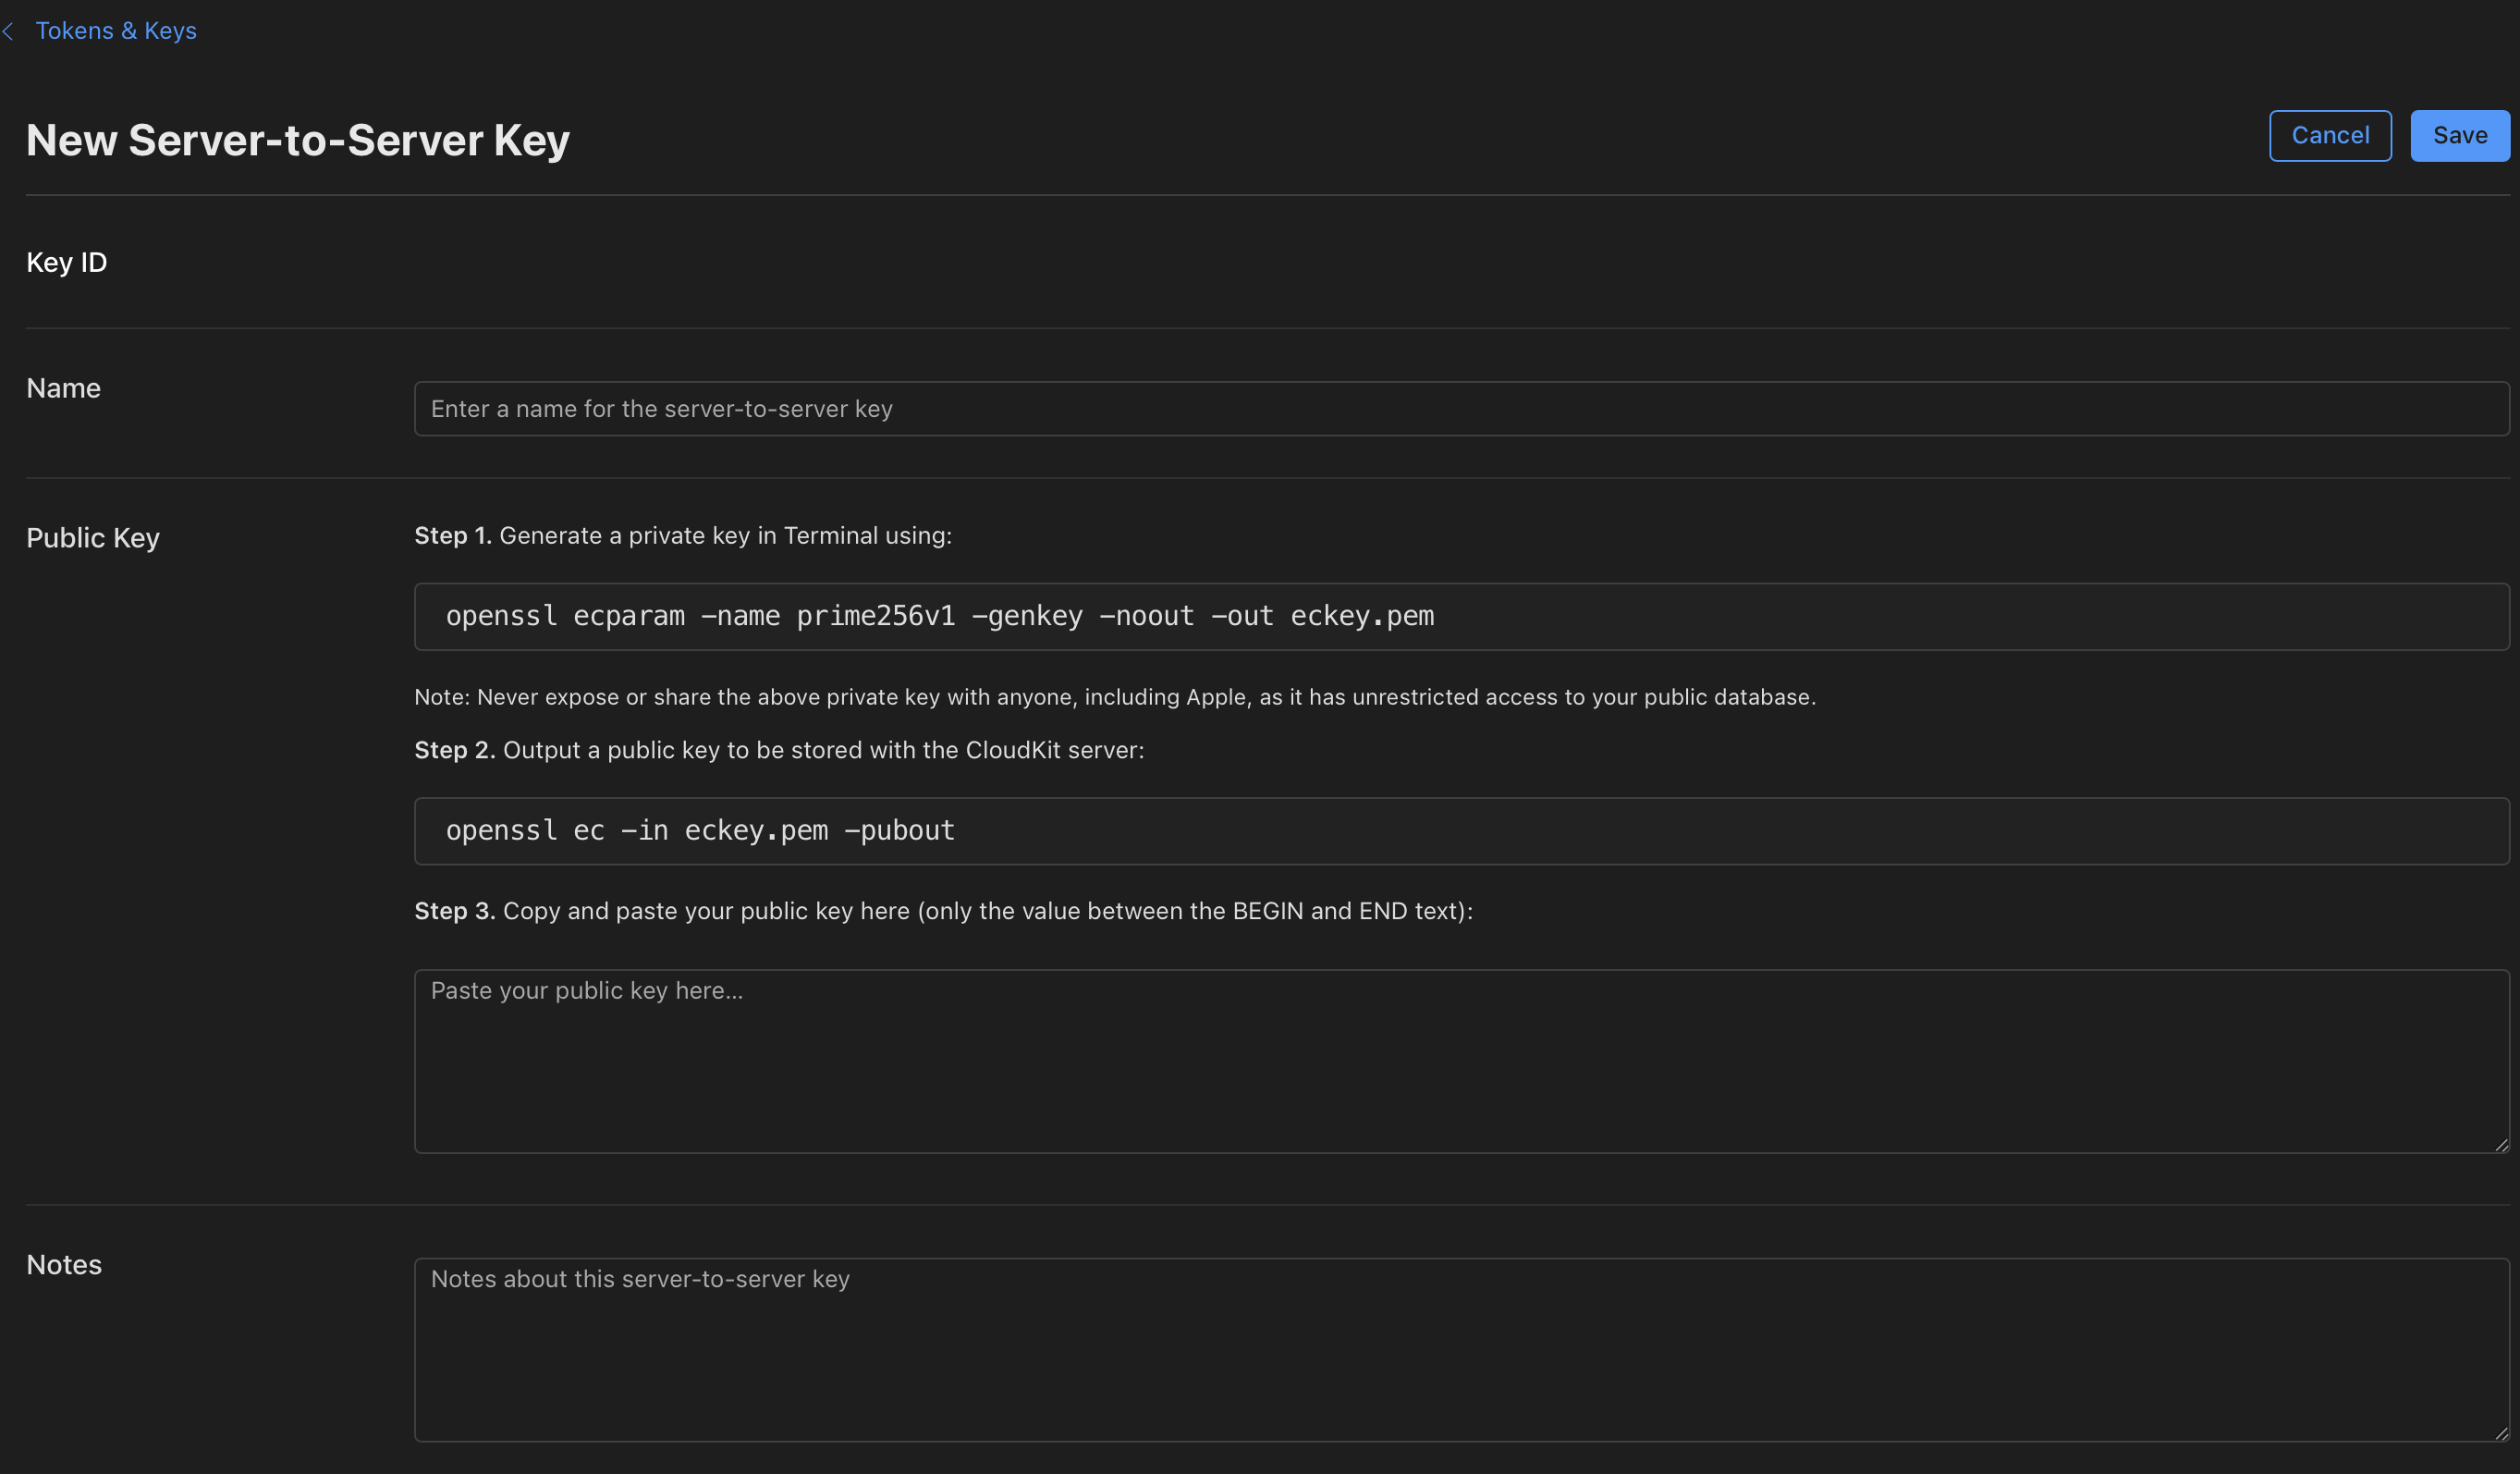 Tokens & Keys
New Server-to-Server Key
Cancel
Save
Key ID
Name
Enter a name for the server-to-server key
Public Key
Step 1. Generate a private key in Terminal using:
openssl ecparam -name prime256v1 -genkey -noout -out eckey.pem
Note: Never expose or share the above private key with anyone, including Apple, as it has unrestricted access to your public database.
Step 2. Output a public key to be stored with the CloudKit server:
openssl ec -in eckey.pem -pubout
Step 3. Copy and paste your public key here (only the value between the BEGIN and END text):
Paste your public key here...
Notes
Notes about this server-to-server key